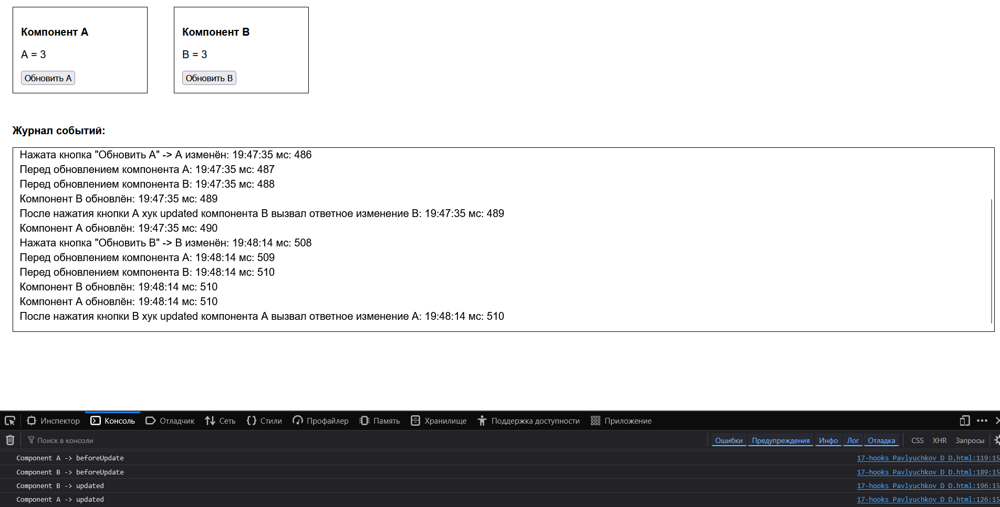 Компонент A
A = 3
Обновить A
Компонент B
B = 3
Обновить B
Журнал событий:
Нажата кнопка "Обновить A" -> A изменён: 19:47:35 мс: 486
Перед обновлением компонента A: 19:47:35 мс: 487
Перед обновлением компонента B: 19:47:35 мс: 488
Компонент B обновлён: 19:47:35 мс: 489
После нажатия кнопки A хук updated компонента B вызвал ответное изменение B: 19:47:35 мс: 489
Компонент A обновлён: 19:47:35 мс: 490
Нажата кнопка "Обновить B" -> B изменён: 19:48:14 мс: 508
Перед обновлением компонента A: 19:48:14 мс: 509
Перед обновлением компонента B: 19:48:14 мс: 510
Компонент B обновлён: 19:48:14 мс: 510
Компонент A обновлён: 19:48:14 мс: 510
После нажатия кнопки B хук updated компонента A вызвал ответное изменение A: 19:48:14 мс: 510
Инспектор Консоль Отладчик Сеть Стили Профайлер Память Хранилище Поддержка доступности Приложение
Поиск в консоли Ошибки Предупреждения Инфо Лог Отладка CSS XHR Запросы
Component A -> beforeUpdate 17-hooks Pavlyuchkov D D.html:119:15
Component B -> beforeUpdate 17-hooks Pavlyuchkov D D.html:189:15
Component B -> updated 17-hooks Pavlyuchkov D D.html:196:15
Component A -> updated 17-hooks Pavlyuchkov D D.html:126:15